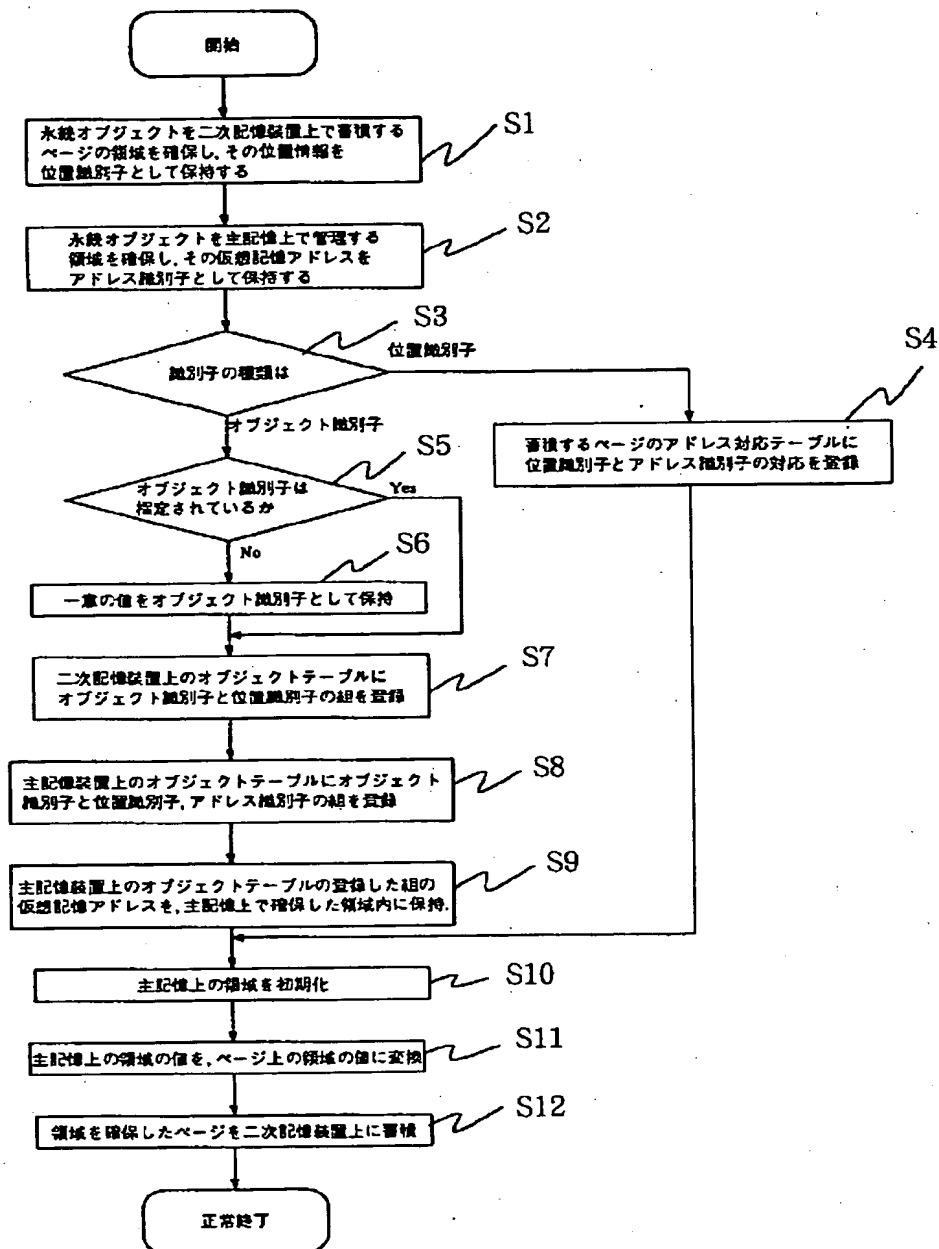 開始
永続オブジェクトを二次記憶装置上で蓄積する
ページの領域を確保し,その位置情報を
位置識別子として保持する
S1
永続オブジェクトを主記憶上で管理する
領域を確保し,その仮想記憶アドレスを
アドレス識別子として保持する
S2
識別子の種類は
S3
位置識別子
オブジェクト識別子
蓄積するページのアドレス対応テーブルに
位置識別子とアドレス識別子の対応を登録
S4
オブジェクト識別子は
指定されているか
S5
Yes
No
一意の値をオブジェクト識別子として保持
S6
二次記憶装置上のオブジェクトテーブルに
オブジェクト識別子と位置識別子の組を登録
S7
主記憶装置上のオブジェクトテーブルにオブジェクト
識別子と位置識別子,アドレス識別子の組を登録
S8
主記憶装置上のオブジェクトテーブルの登録した組の
仮想記憶アドレスを,主記憶上で確保した領域内に保持.
S9
主記憶上の領域を初期化
S10
主記憶上の領域の値を,ページ上の領域の値に変換
S11
領域を確保したページを二次記憶装置上に蓄積
S12
正常終了